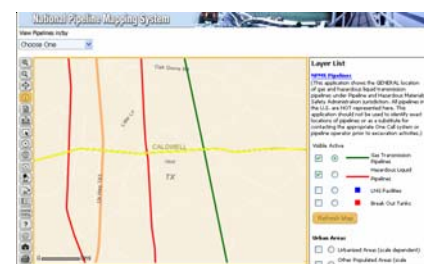 National Pipeline Mapping System
View Pipelines in/by
Choose One
Layer List
NPMS Pipelines
(This application shows the GENERAL location
of gas and hazardous liquid transmission
pipelines under Pipeline and Hazardous Materials
Safety Administration jurisdiction. All pipelines in
the U.S. are NOT represented here. This
application should not be used to identify exact
locations of pipelines or as a substitute for
contacting the appropriate One Call system or
pipeline operator prior to excavation activities.)
Visible Active
Gas Transmission
Pipelines
Hazardous Liquid
Pipelines
LNG Facilities
Break Out Tanks
Refresh Map
Urban Areas
Urbanized Areas (scale dependent)
Other Populated Areas (scale
CALDWELL
TX